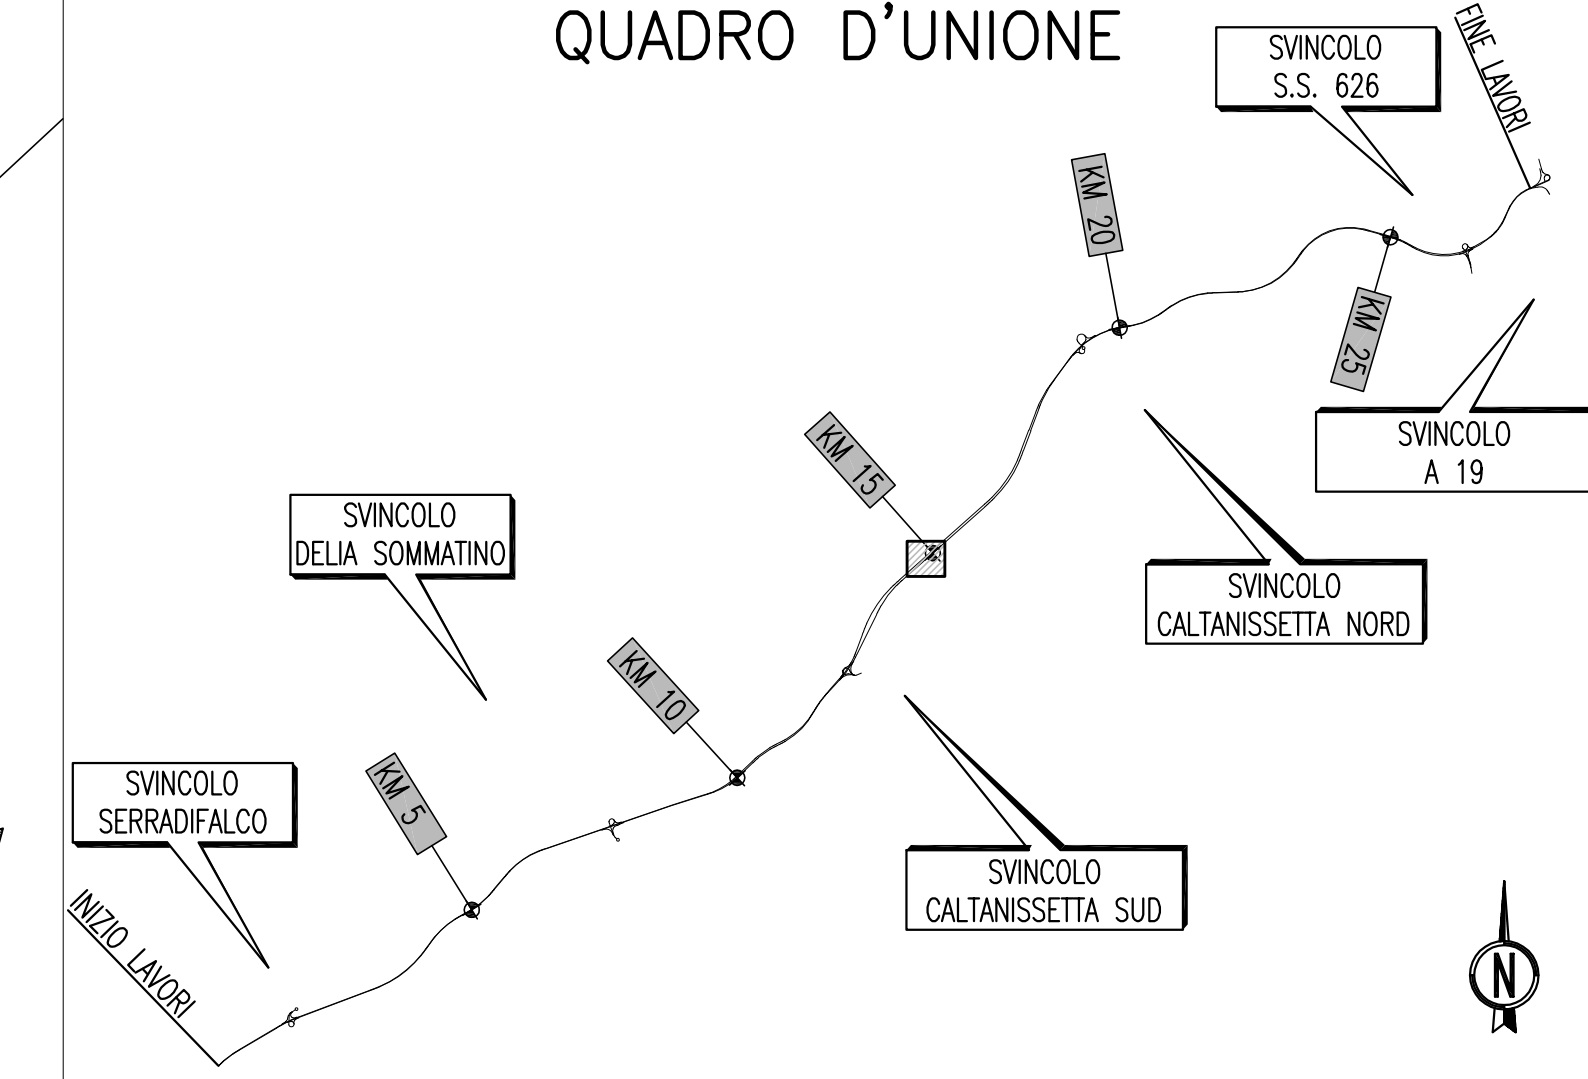 QUADRO D'UNIONE
SVINCOLO
S.S. 626
FINE LAVORI
KM 20
KM 25
SVINCOLO
A 19
KM 15
SVINCOLO
DELIA SOMMATINO
SVINCOLO
CALTANISSETTA NORD
KM 10
SVINCOLO
SERRADIFALCO
KM 5
SVINCOLO
CALTANISSETTA SUD
INIZIO LAVORI
N